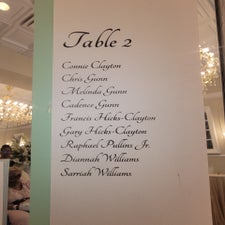 Table 2
Connie Clayton
Chris Gunn
Melinda Gunn
Cadence Gunn
Francis Hicks-Clayton
Gary Hicks-Clayton
Raphael Pullins Jr.
Diannah Williams
Sarriah Williams